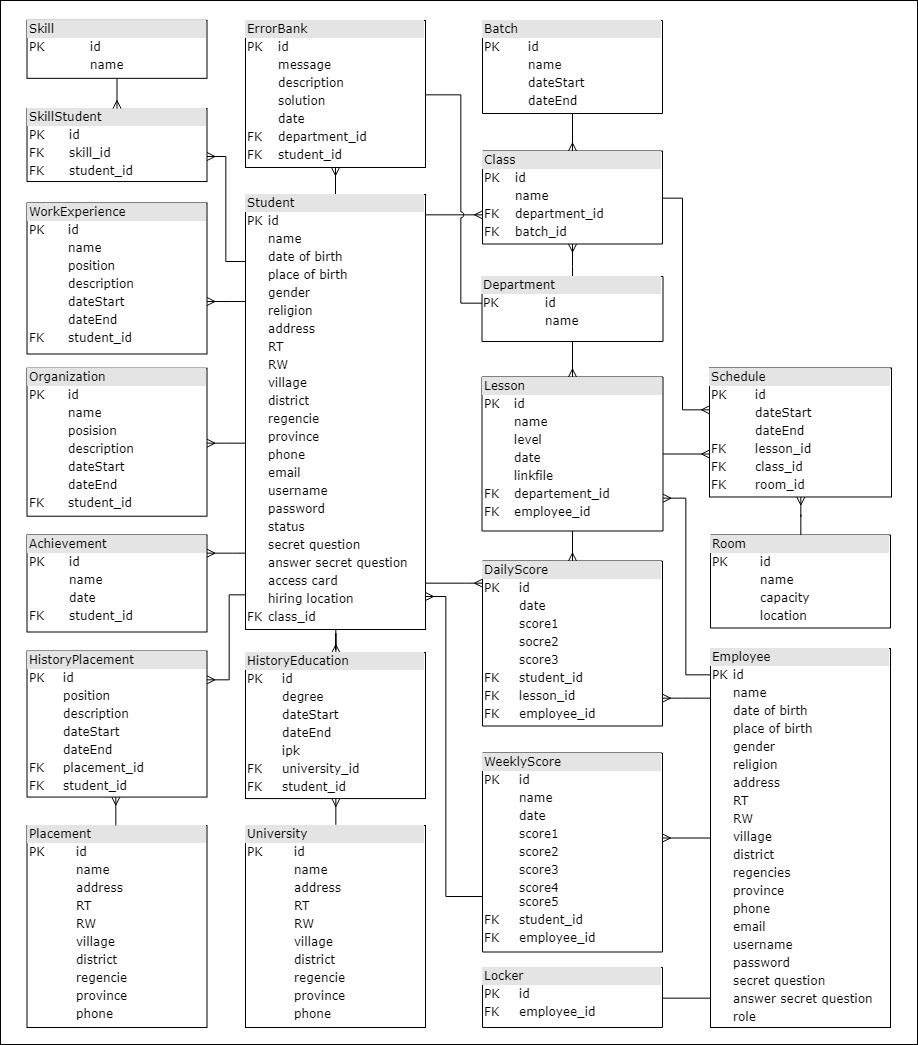 Skill
PK id
name
SkillStudent
PK id
FK skill_id
FK student_id
WorkExperience
PK id
name
position
description
dateStart
dateEnd
FK student_id
Organization
PK id
name
posision
description
dateStart
dateEnd
FK student_id
Achievement
PK id
name
date
FK student_id
HistoryPlacement
PK id
position
description
dateStart
dateEnd
FK placement_id
FK student_id
Placement
PK id
name
address
RT
RW
village
district
regencie
province
phone
ErrorBank
PK id
message
description
solution
date
FK department_id
FK student_id
Student
PK id
name
date of birth
place of birth
gender
religion
address
RT
RW
village
district
regencie
province
phone
email
username
password
status
secret question
answer secret question
access card
hiring location
FK class_id
HistoryEducation
PK id
degree
dateStart
dateEnd
ipk
FK university_id
FK student_id
University
PK id
name
address
RT
RW
village
district
regencie
province
phone
Batch
PK id
name
dateStart
dateEnd
Class
PK id
name
FK department_id
FK batch_id
Department
PK id
name
Lesson
PK id
name
level
date
linkfile
FK departement_id
FK employee_id
DailyScore
PK id
date
score1
socre2
score3
FK student_id
FK lesson_id
FK employee_id
WeeklyScore
PK id
name
date
score1
score2
score3
score4
score5
FK student_id
FK employee_id
Locker
PK id
FK employee_id
Schedule
PK id
dateStart
dateEnd
FK lesson_id
FK class_id
FK room_id
Room
PK id
name
capacity
location
Employee
PK id
name
date of birth
place of birth
gender
religion
address
RT
RW
village
district
regencies
province
phone
email
username
password
secret question
answer secret question
role